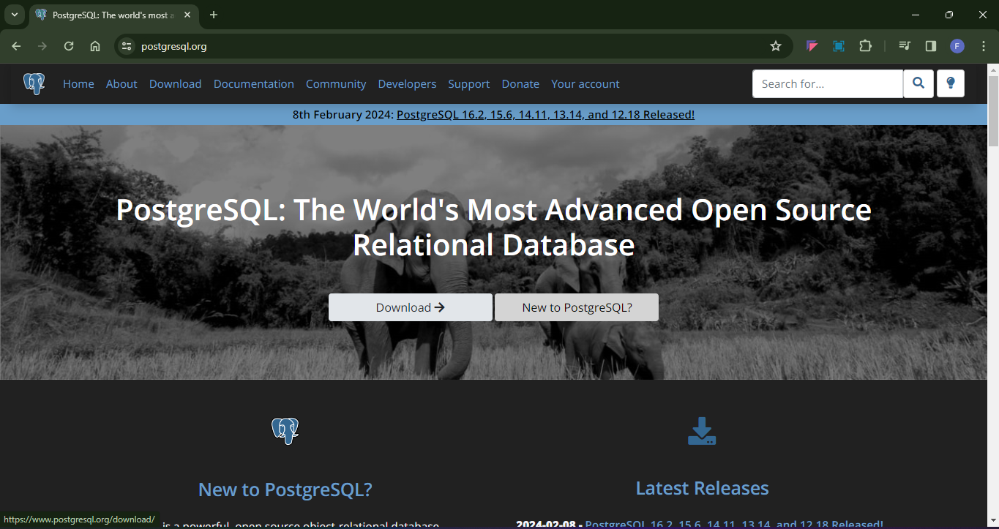 PostgreSQL: The world's most a
postgresql.org
F
Home About Download Documentation Community Developers Support Donate Your account
Search for...
8th February 2024: PostgreSQL 16.2, 15.6, 14.11, 13.14, and 12.18 Released!
PostgreSQL: The World's Most Advanced Open Source
Relational Database
Download →
New to PostgreSQL?
New to PostgreSQL?
Latest Releases
is a powerful, open source object-relational database
2024-02-08 - PostgreSQL 16.2, 15.6, 14.11, 13.14, and 12.18 Released!
https://www.postgresql.org/download/